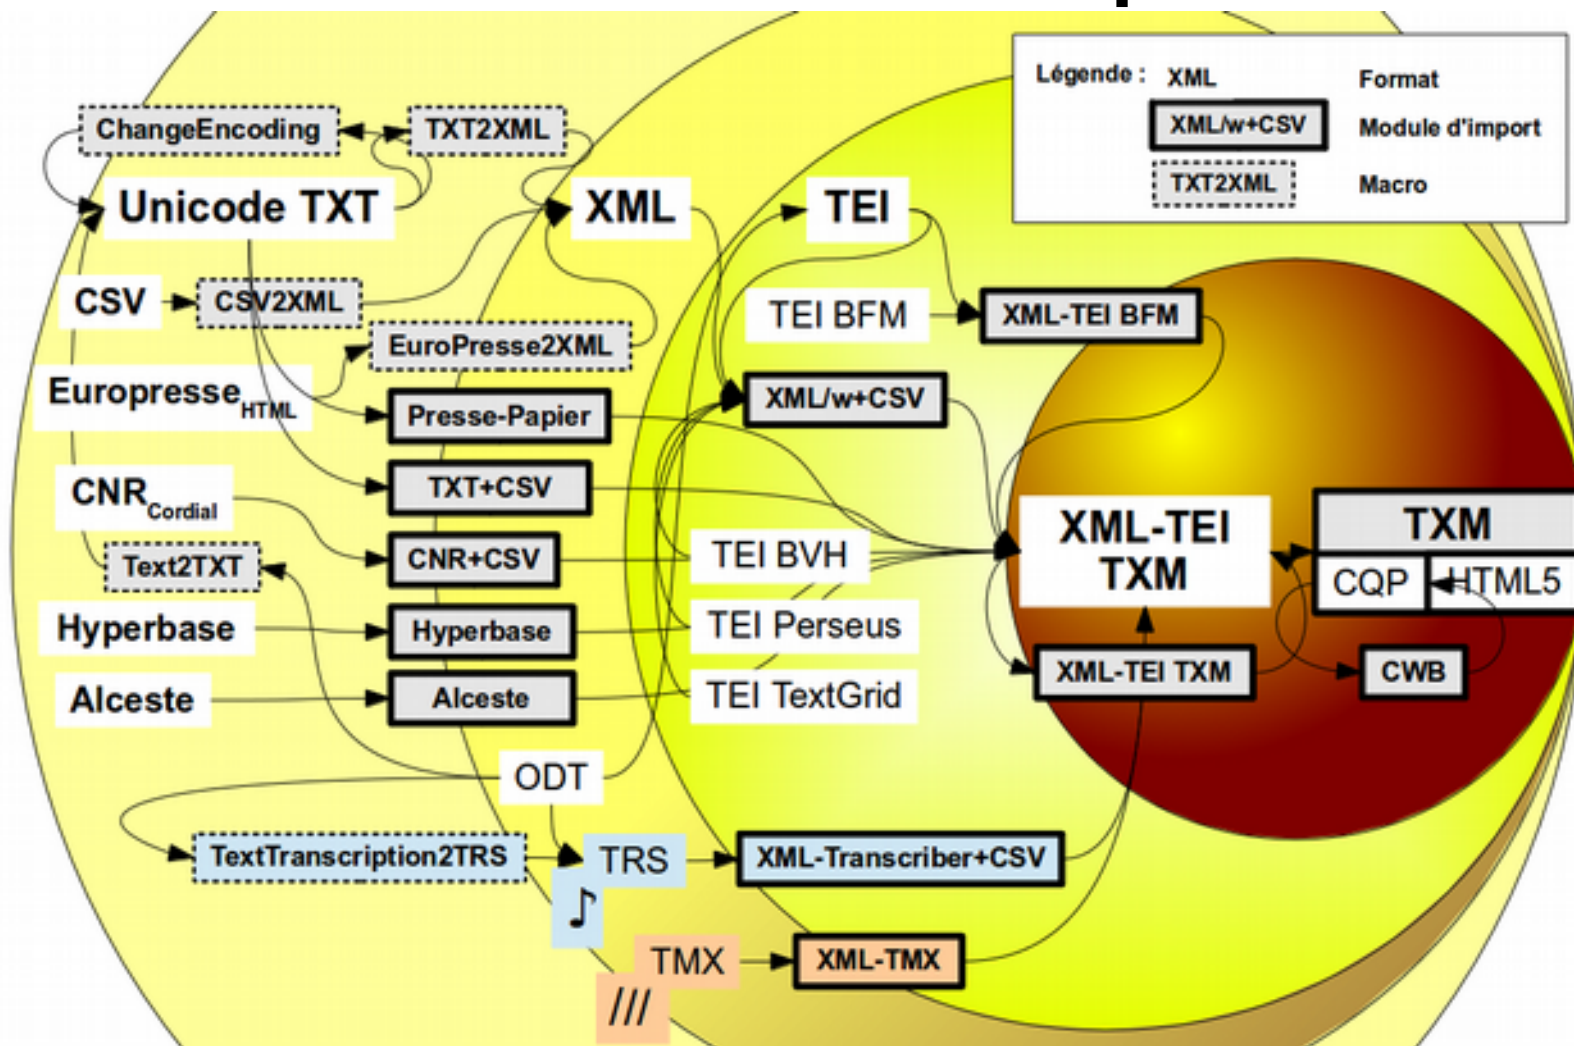 Légende : XML Format
XML/w+CSV Module d'import
TXT2XML Macro
ChangeEncoding TXT2XML
Unicode TXT XML TEI
CSV CSV2XML TEI BFM XML-TEI BFM
EuroPresse2XML
Europresse HTML XML/w+CSV
Presse-Papier
CNR Cordial TXT+CSV
XML-TEI
TXM
TXM
Text2TXT CNR+CSV TEI BVH
CQP HTML5
Hyperbase Hyperbase TEI Perseus
XML-TEI TXM CWB
Alceste Alceste TEI TextGrid
ODT
TextTranscription2TRS TRS XML-Transcriber+CSV
♪
TMX XML-TMX
///